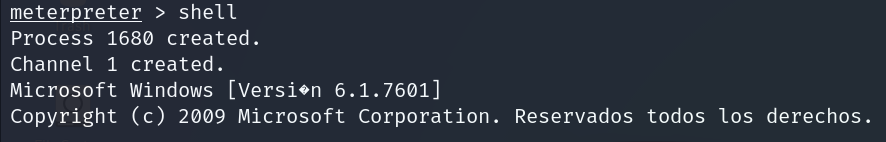 meterpreter > shell
Process 1680 created.
Channel 1 created.
Microsoft Windows [Versi�n 6.1.7601]
Copyright (c) 2009 Microsoft Corporation. Reservados todos los derechos.